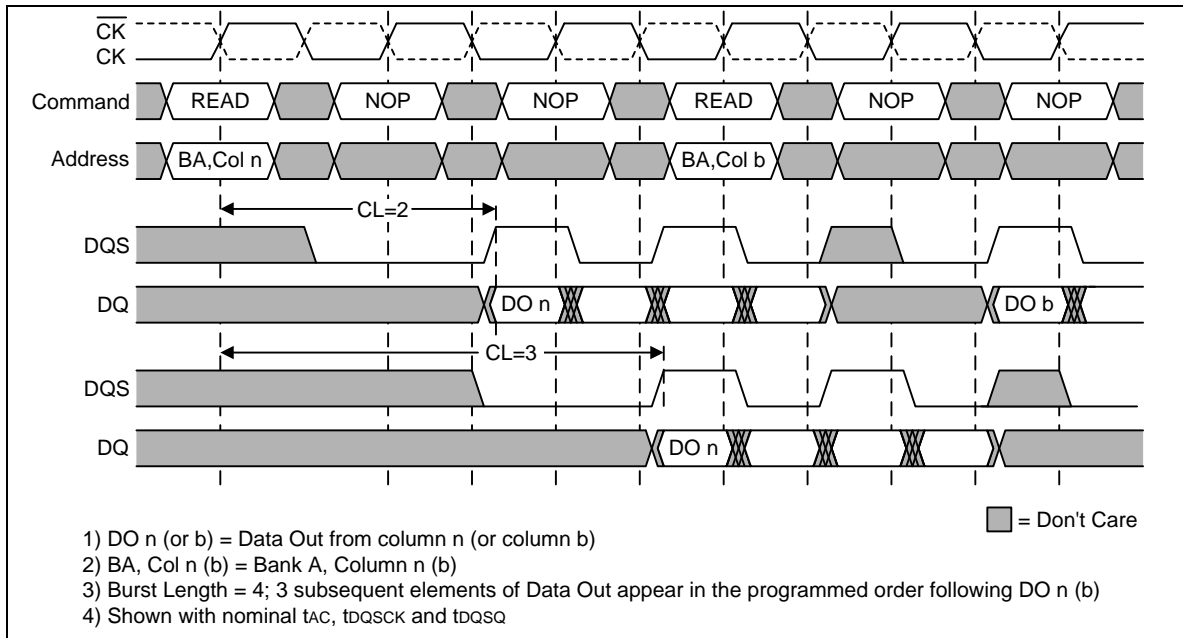 CK
CK
Command READ NOP NOP READ NOP NOP
Address BA,Col n BA,Col b
CL=2
DQS
DQ DO n DO b
CL=3
DQS
DQ DO n
= Don't Care
1) DO n (or b) = Data Out from column n (or column b)
2) BA, Col n (b) = Bank A, Column n (b)
3) Burst Length = 4; 3 subsequent elements of Data Out appear in the programmed order following DO n (b)
4) Shown with nominal tAC, tDQSCK and tDQSQ